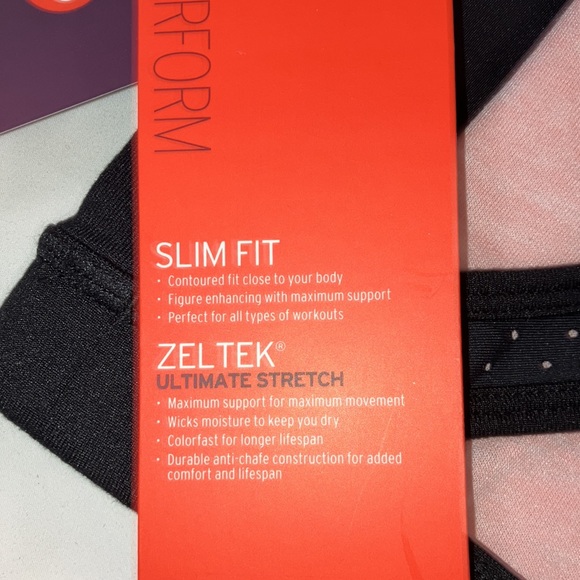 RFORM
SLIM FIT
• Contoured fit close to your body
• Figure enhancing with maximum support
• Perfect for all types of workouts
ZELTEK®
ULTIMATE STRETCH
• Maximum support for maximum movement
• Wicks moisture to keep you dry
• Colorfast for longer lifespan
• Durable anti-chafe construction for added
comfort and lifespan